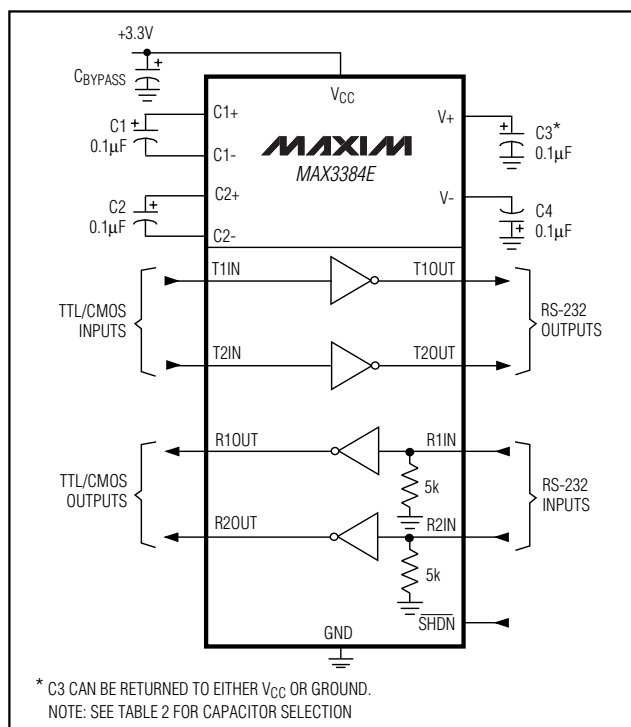 +3.3V
CBYPASS
+
VCC
C1+
C1
0.1μF
+
C1-
C2+
C2
0.1μF
+
C2-
MAXIM
MAX3384E
V+
+
C3*
0.1μF
V-
C4
0.1μF
+
TTL/CMOS
INPUTS
T1IN
T1OUT
T2IN
T2OUT
RS-232
OUTPUTS
TTL/CMOS
OUTPUTS
R1OUT
R1IN
5k
R2OUT
R2IN
5k
RS-232
INPUTS
SHDN
GND
* C3 CAN BE RETURNED TO EITHER VCC OR GROUND.
NOTE: SEE TABLE 2 FOR CAPACITOR SELECTION